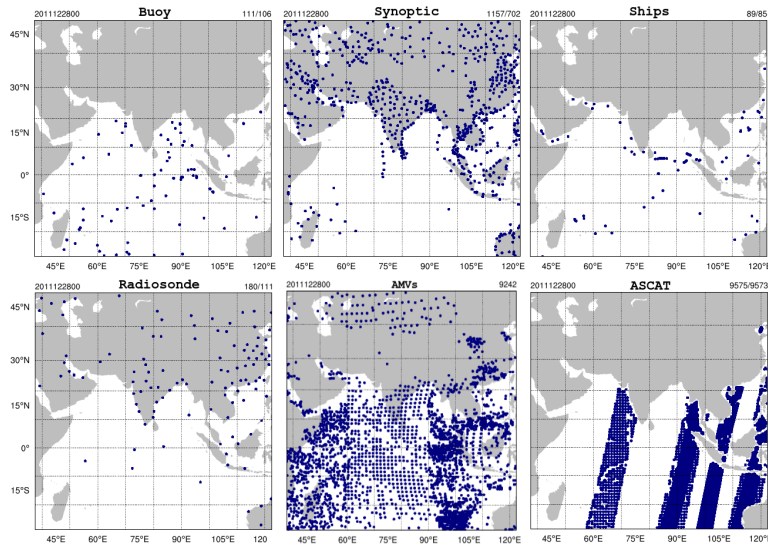 2011122800 Buoy 111/106
2011122800 Synoptic 1157/702
2011122800 Ships 89/85
45°N
30°N
15°N
0°
15°S
45°E 60°E 75°E 90°E 105°E 120°E
45°E 60°E 75°E 90°E 105°E 120°E
45°E 60°E 75°E 90°E 105°E 120°E
2011122800 Radiosonde 180/111
2011122800 AMVs 9242
2011122800 ASCAT 9575/9573
45°N
30°N
15°N
0°
15°S
45°E 60°E 75°E 90°E 105°E 120°E
45°E 60°E 75°E 90°E 105°E 120°E
45°E 60°E 75°E 90°E 105°E 120°E